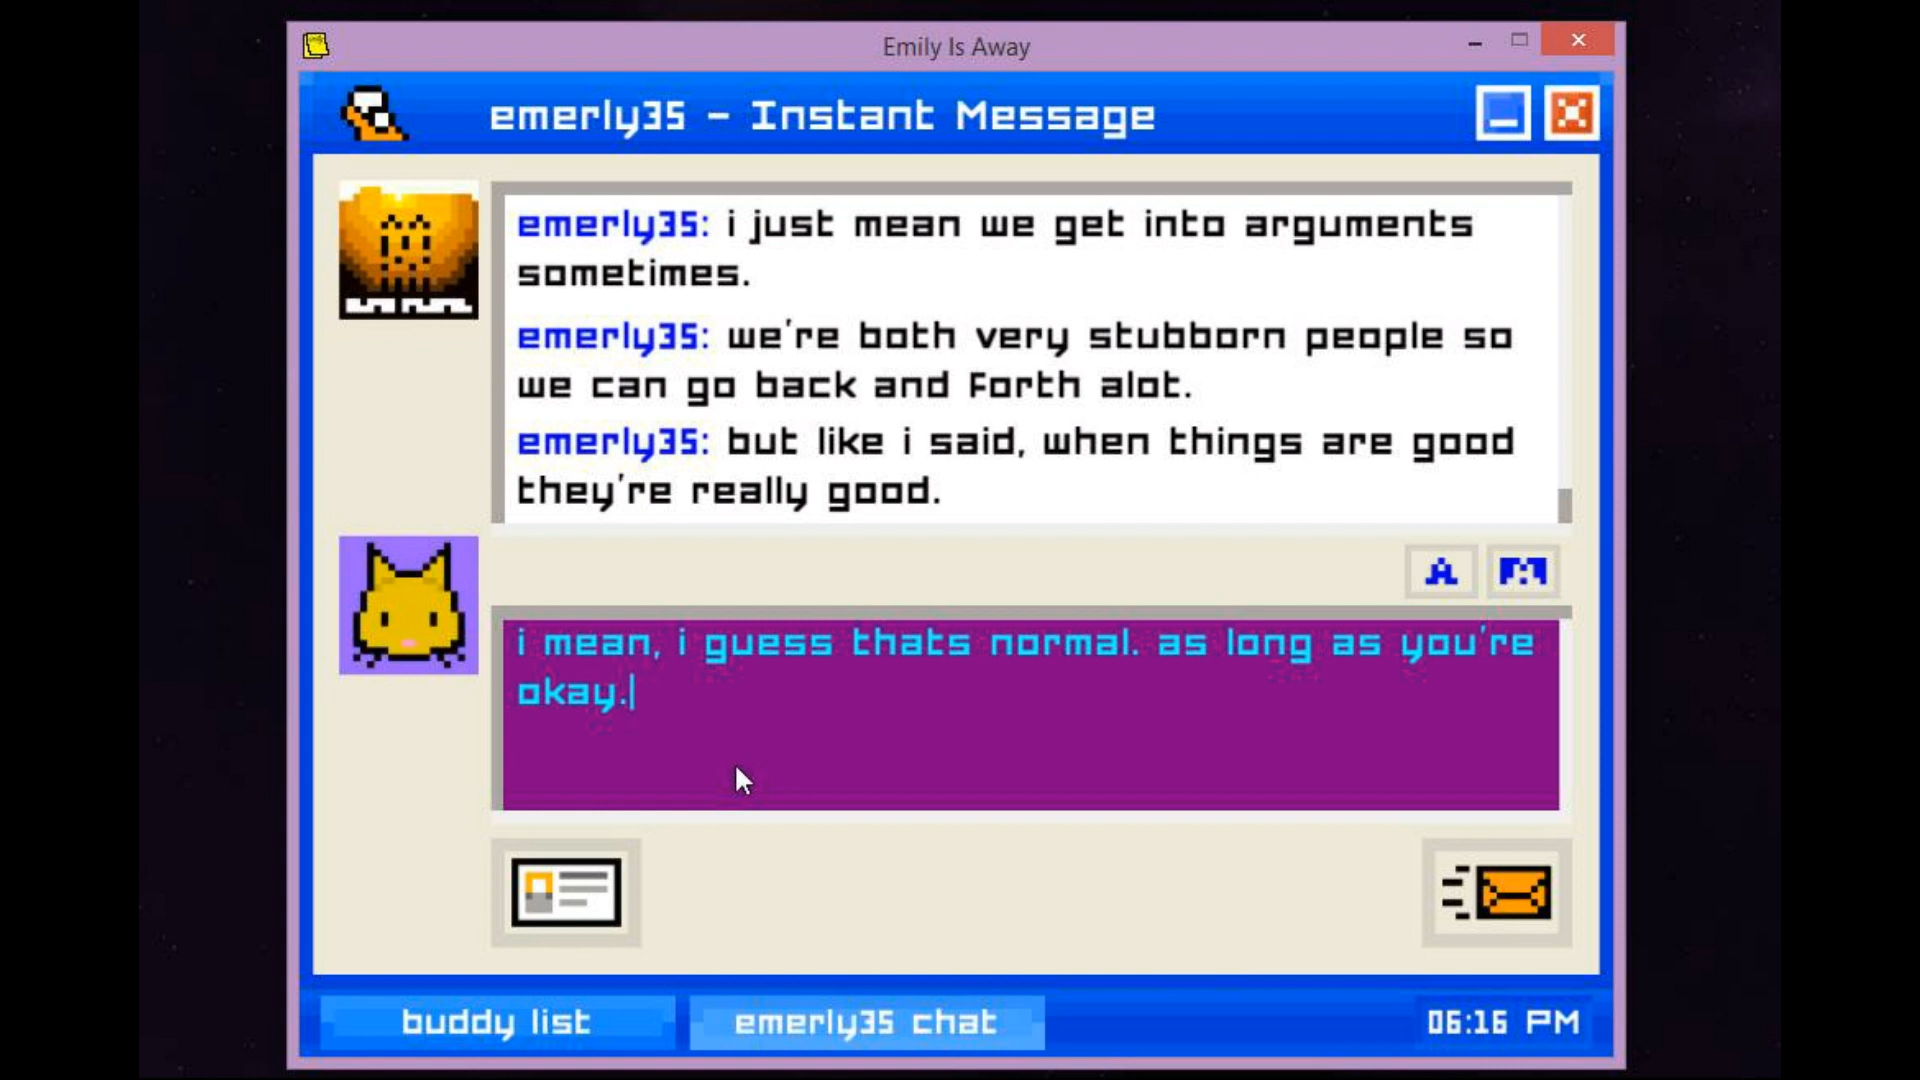 Emily Is Away
emerly35 - Instant Message
emerly35: i just mean we get into arguments
sometimes.
emerly35: we're both very stubborn people so
we can go back and forth alot.
emerly35: but like i said, when things are good
they're really good.
A
i mean, i guess thats normal. as long as you're
okay.
buddy list
emerly35 chat
06:16 PM